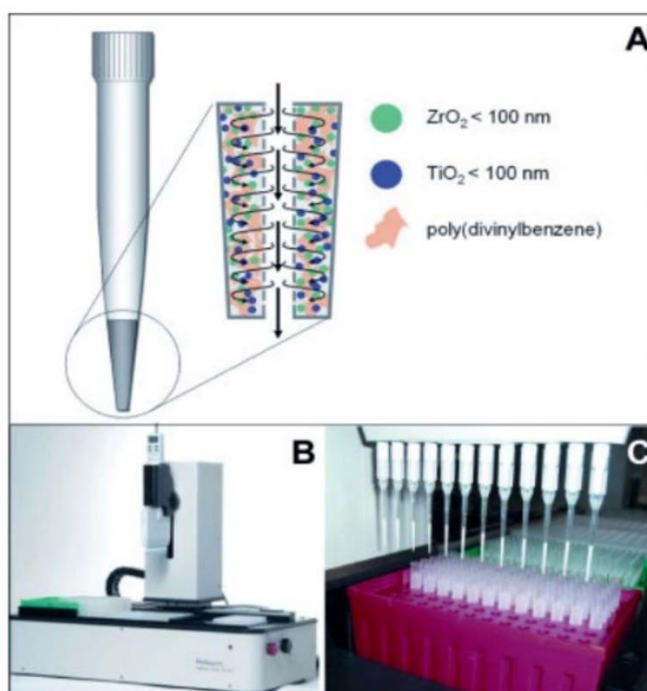 A
ZrO₂ < 100 nm
TiO₂ < 100 nm
poly(divinylbenzene)
B
C